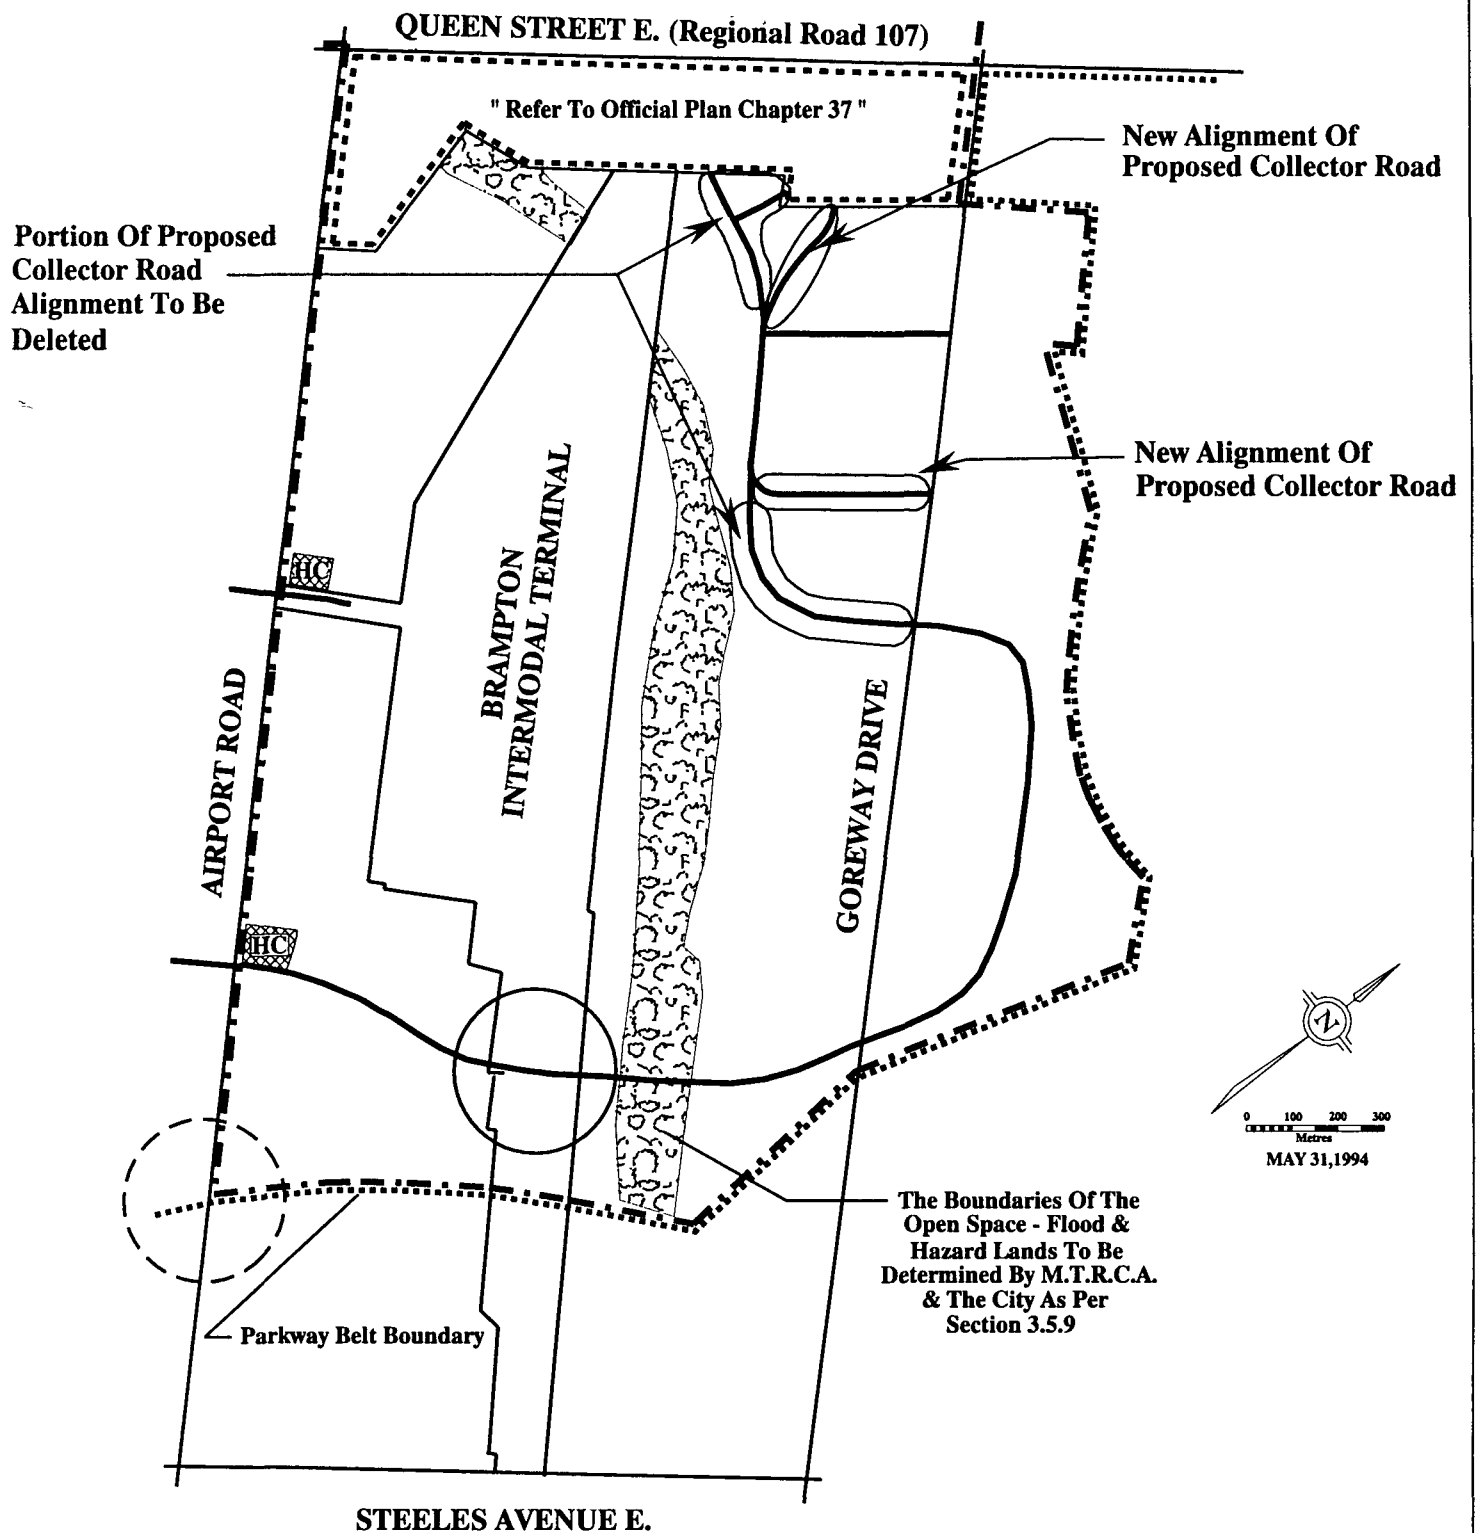 QUEEN STREET E. (Regional Road 107)
" Refer To Official Plan Chapter 37 "
New Alignment Of
Proposed Collector Road
Portion Of Proposed
Collector Road
Alignment To Be
Deleted
New Alignment Of
Proposed Collector Road
HC
BRAMPTON
INTERMODAL TERMINAL
AIRPORT ROAD
GOREWAY DRIVE
HC
N
0 100 200 300
Metres
MAY 31,1994
The Boundaries Of The
Open Space - Flood &
Hazard Lands To Be
Determined By M.T.R.C.A.
& The City As Per
Section 3.5.9
Parkway Belt Boundary
STEELES AVENUE E.